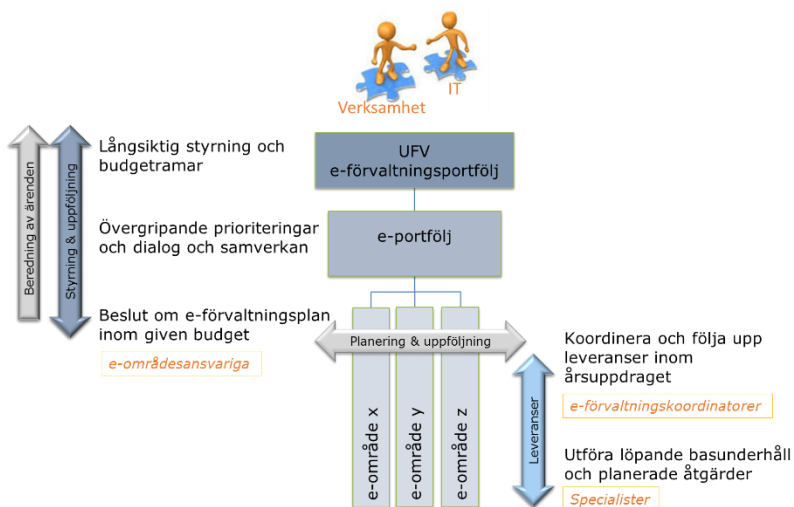 Verksamhet
IT
Långsiktig styrning och
budgetramar
UFV
e-förvaltningsportfölj
Beredning av ärenden
Styrning & uppföljning
Övergripande prioriteringar
och dialog och samverkan
e-portfölj
Beslut om e-förvaltningsplan
inom given budget
e-områdesansvariga
Planering & uppföljning
e-område x
e-område y
e-område z
Koordinera och följa upp
leveranser inom
årsuppdraget
e-förvaltningskoordinatorer
Leveranser
Utföra löpande basunderhåll
och planerade åtgärder
Specialister